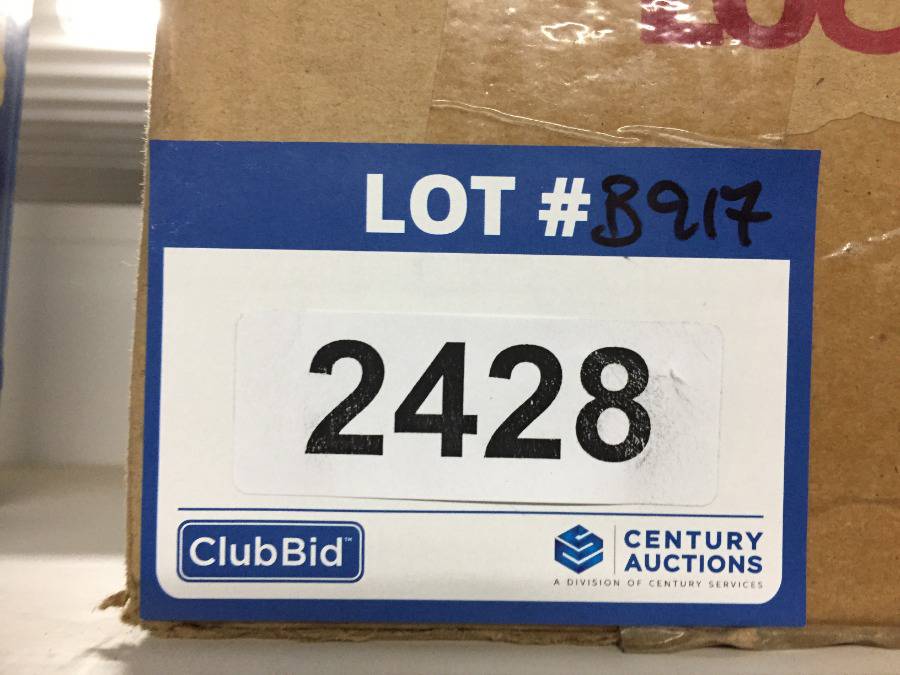 LOT #B917
2428
ClubBid™
CENTURY
AUCTIONS
A DIVISION OF CENTURY SERVICES